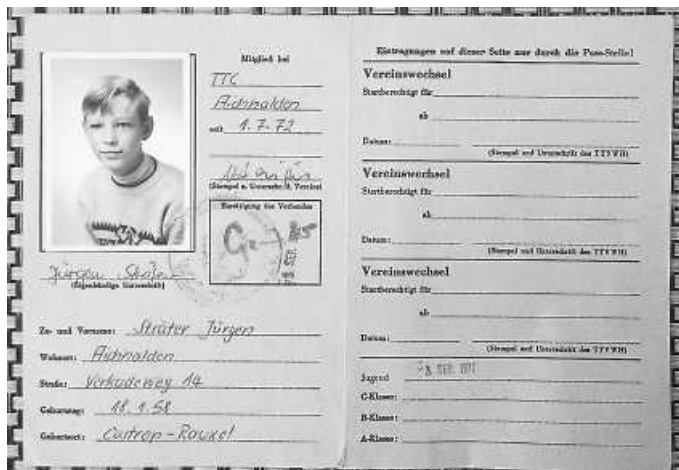 Mitglied bei
TTC
Aichhalden
seit 1.7.72
(Stempel u. Unterschr. d. Vereins)
Bestätigung des Verbandes
Jürgen Sträter
(Eigenhändige Unterschrift)
Zu- und Vorname: Sträter Jürgen
Wohnort: Aichhalden
Straße: 14
Geburtstag: 18.1.58
Geburtsort: Castrop-Rauxel
Eintragungen auf dieser Seite nur durch die Pass-Stelle!
Vereinswechsel
Startberechtigt für
ab
Datum:
(Stempel und Unterschrift des TTVWH)
Vereinswechsel
Startberechtigt für
ab
Datum:
(Stempel und Unterschrift des TTVWH)
Vereinswechsel
Startberechtigt für
ab
Datum:
(Stempel und Unterschrift des TTVWH)
Jugend SEP.
C-Klasse:
B-Klasse:
A-Klasse: